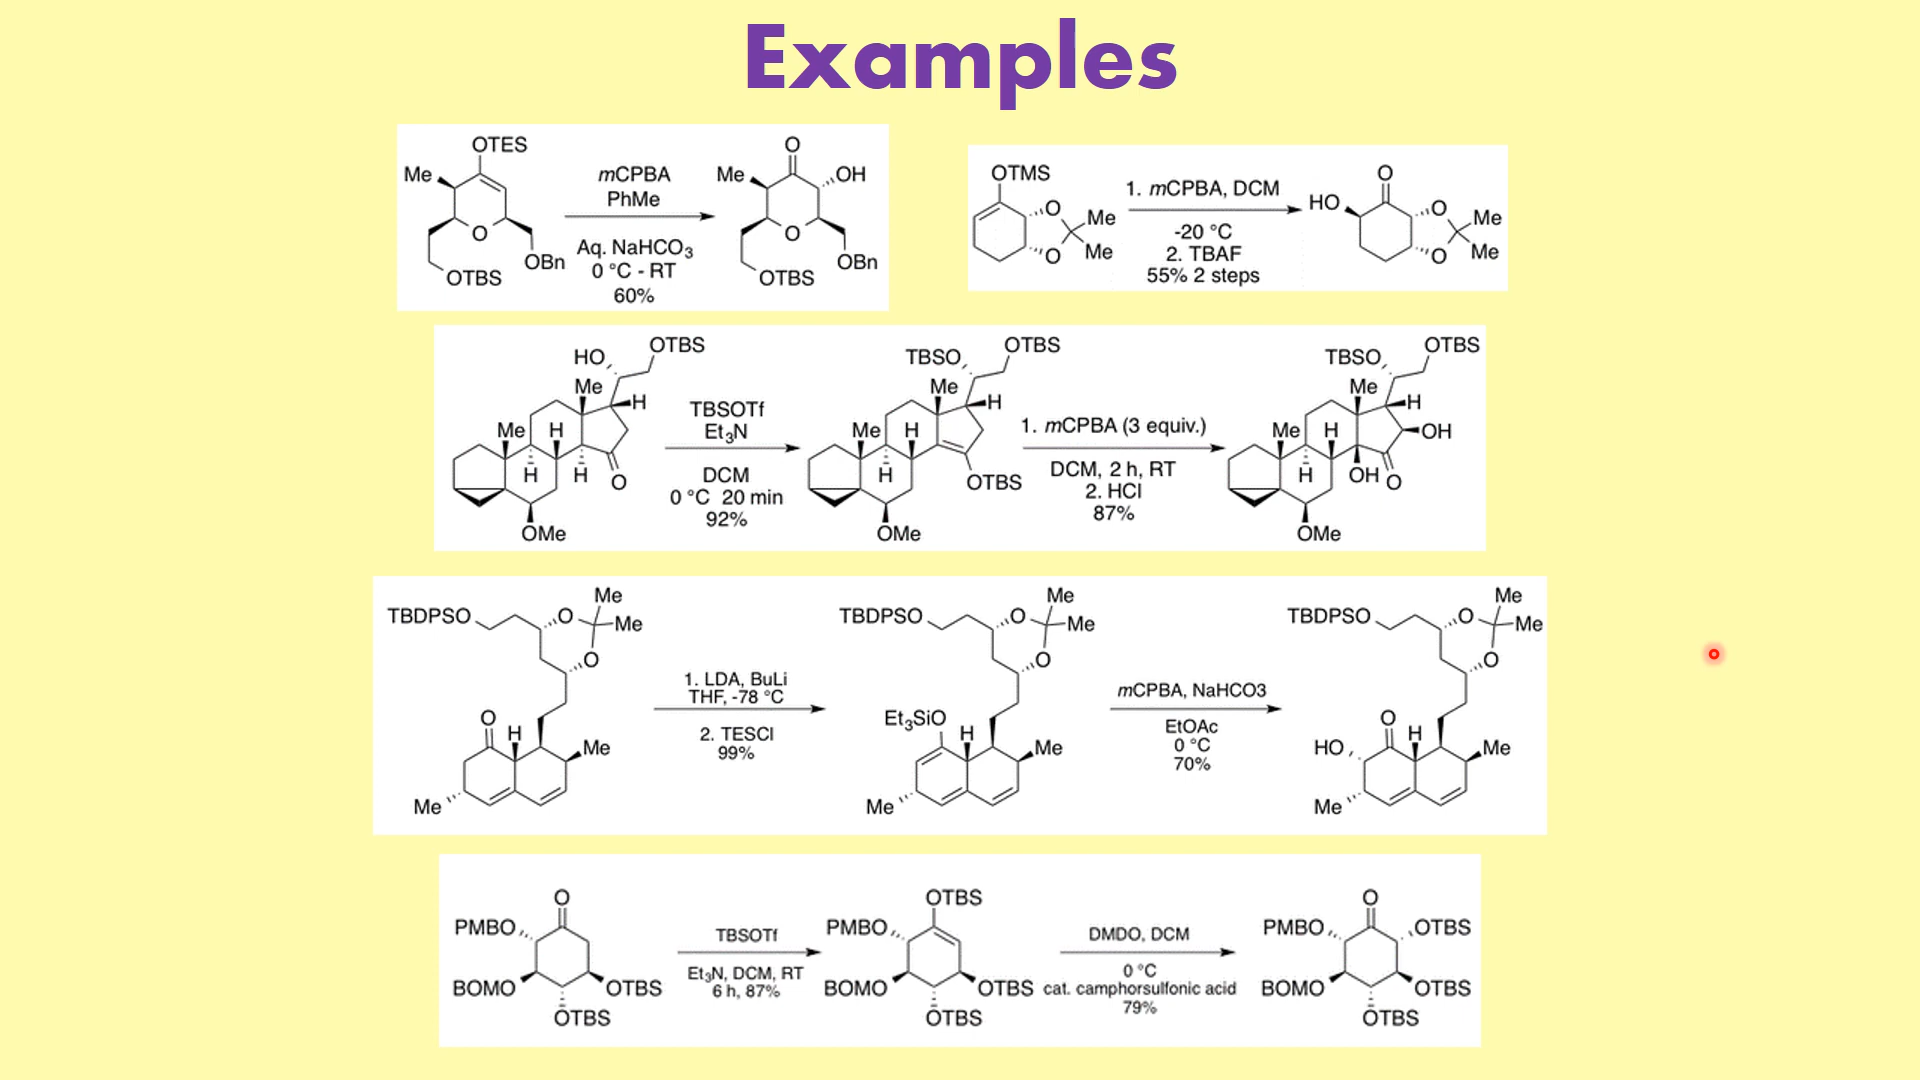 Examples
OTES
Me
O
OBn
OTBS
mCPBA
PhMe
Aq. NaHCO3
0 °C - RT
60%
O
Me
OH
O
OBn
OTBS
OTMS
O
Me
Me
O
1. mCPBA, DCM
-20 °C
2. TBAF
55% 2 steps
O
HO
O
Me
Me
O
OTBS
HO
Me
H
Me
H
H
H
O
OMe
TBSOTf
Et3N
DCM
0 °C 20 min
92%
OTBS
TBSO
Me
H
Me
H
H
OTBS
OMe
1. mCPBA (3 equiv.)
DCM, 2 h, RT
2. HCl
87%
OTBS
TBSO
Me
H
Me
H
OH
H
OH
O
OMe
Me
TBDPSO
O
Me
O
O
H
Me
Me
1. LDA, BuLi
THF, -78 °C
2. TESCl
99%
Me
TBDPSO
O
Me
O
Et3SiO
H
Me
Me
mCPBA, NaHCO3
EtOAc
0 °C
70%
Me
TBDPSO
O
Me
O
O
HO
H
Me
Me
O
PMBO
BOMO
OTBS
OTBS
TBSOTf
Et3N, DCM, RT
6 h, 87%
OTBS
PMBO
BOMO
OTBS
OTBS
DMDO, DCM
0 °C
cat. camphorsulfonic acid
79%
O
PMBO
OTBS
BOMO
OTBS
OTBS